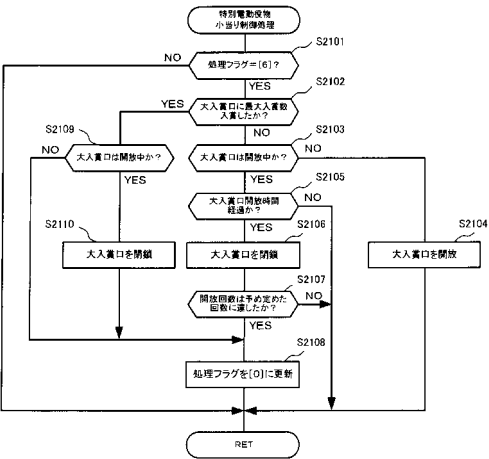 特別電動役物
小当り制御処理
S2101
処理フラグ=[6]?
NO
YES
S2102
大入賞口に最大入賞数
入賞したか?
YES
NO
S2109
大入賞口は開放中か?
NO
YES
S2103
大入賞口は開放中か?
NO
YES
S2105
大入賞口開放時間
経過か?
NO
YES
S2110
大入賞口を閉鎖
S2106
大入賞口を閉鎖
S2104
大入賞口を開放
S2107
開放回数は予め定めた
回数に達したか?
NO
YES
S2108
処理フラグを[0]に更新
RET